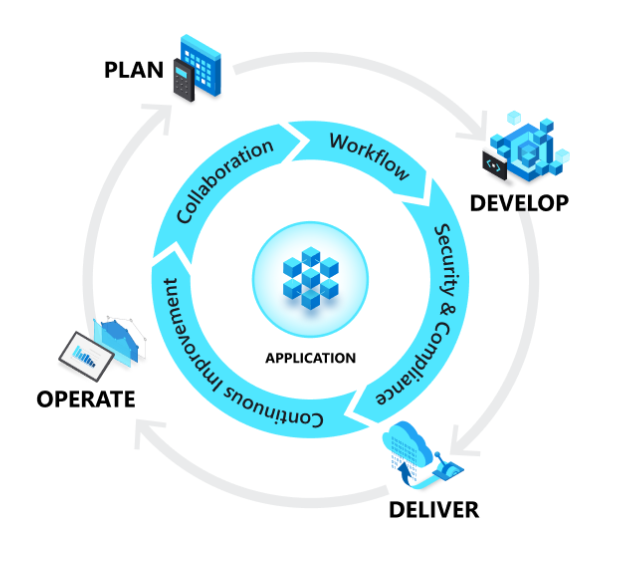 PLAN
Workflow
Collaboration
DEVELOP
Security & Compliance
APPLICATION
Continuous Improvement
OPERATE
DELIVER